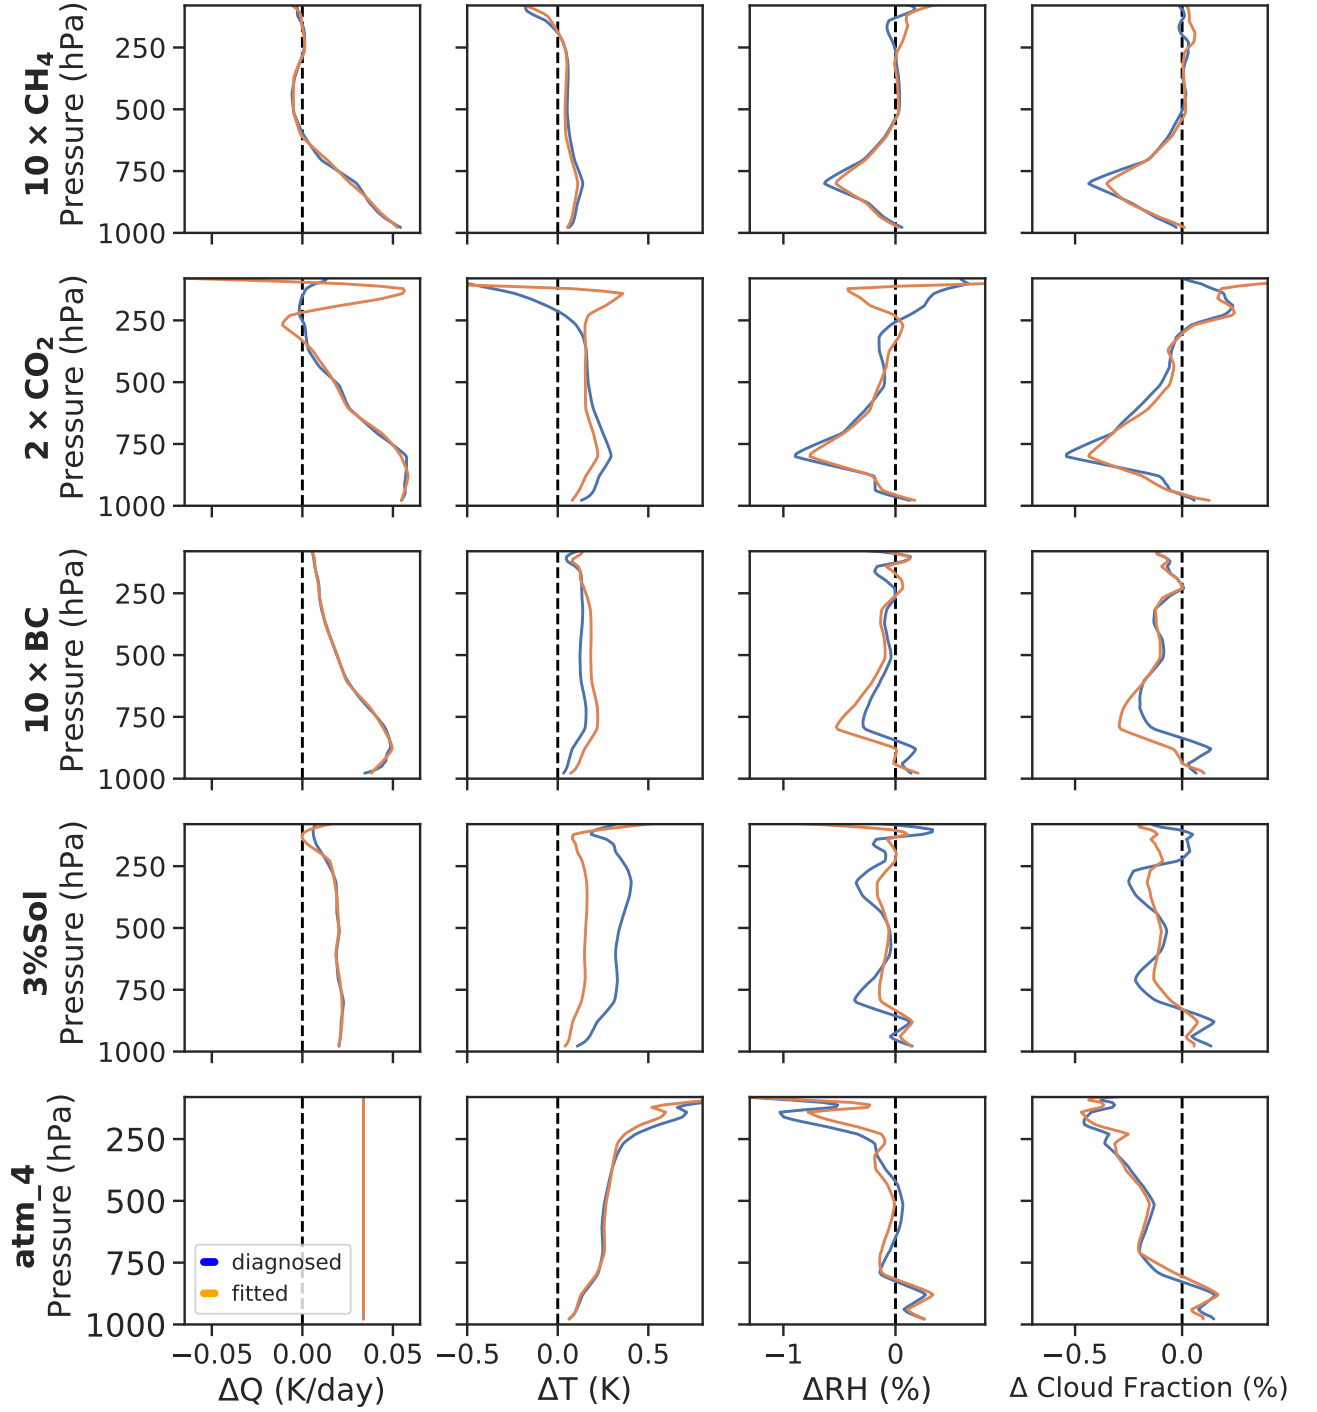 10 × CH4
Pressure (hPa)
250
500
750
1000
2 × CO2
Pressure (hPa)
250
500
750
1000
10 × BC
Pressure (hPa)
250
500
750
1000
3%Sol
Pressure (hPa)
250
500
750
1000
atm_4
Pressure (hPa)
250
500
750
1000
diagnosed
fitted
−0.05 0.00 0.05
ΔQ (K/day)
0.0 0.5
ΔT (K)
−1 0
ΔRH (%)
−0.5 0.0
Δ Cloud Fraction (%)